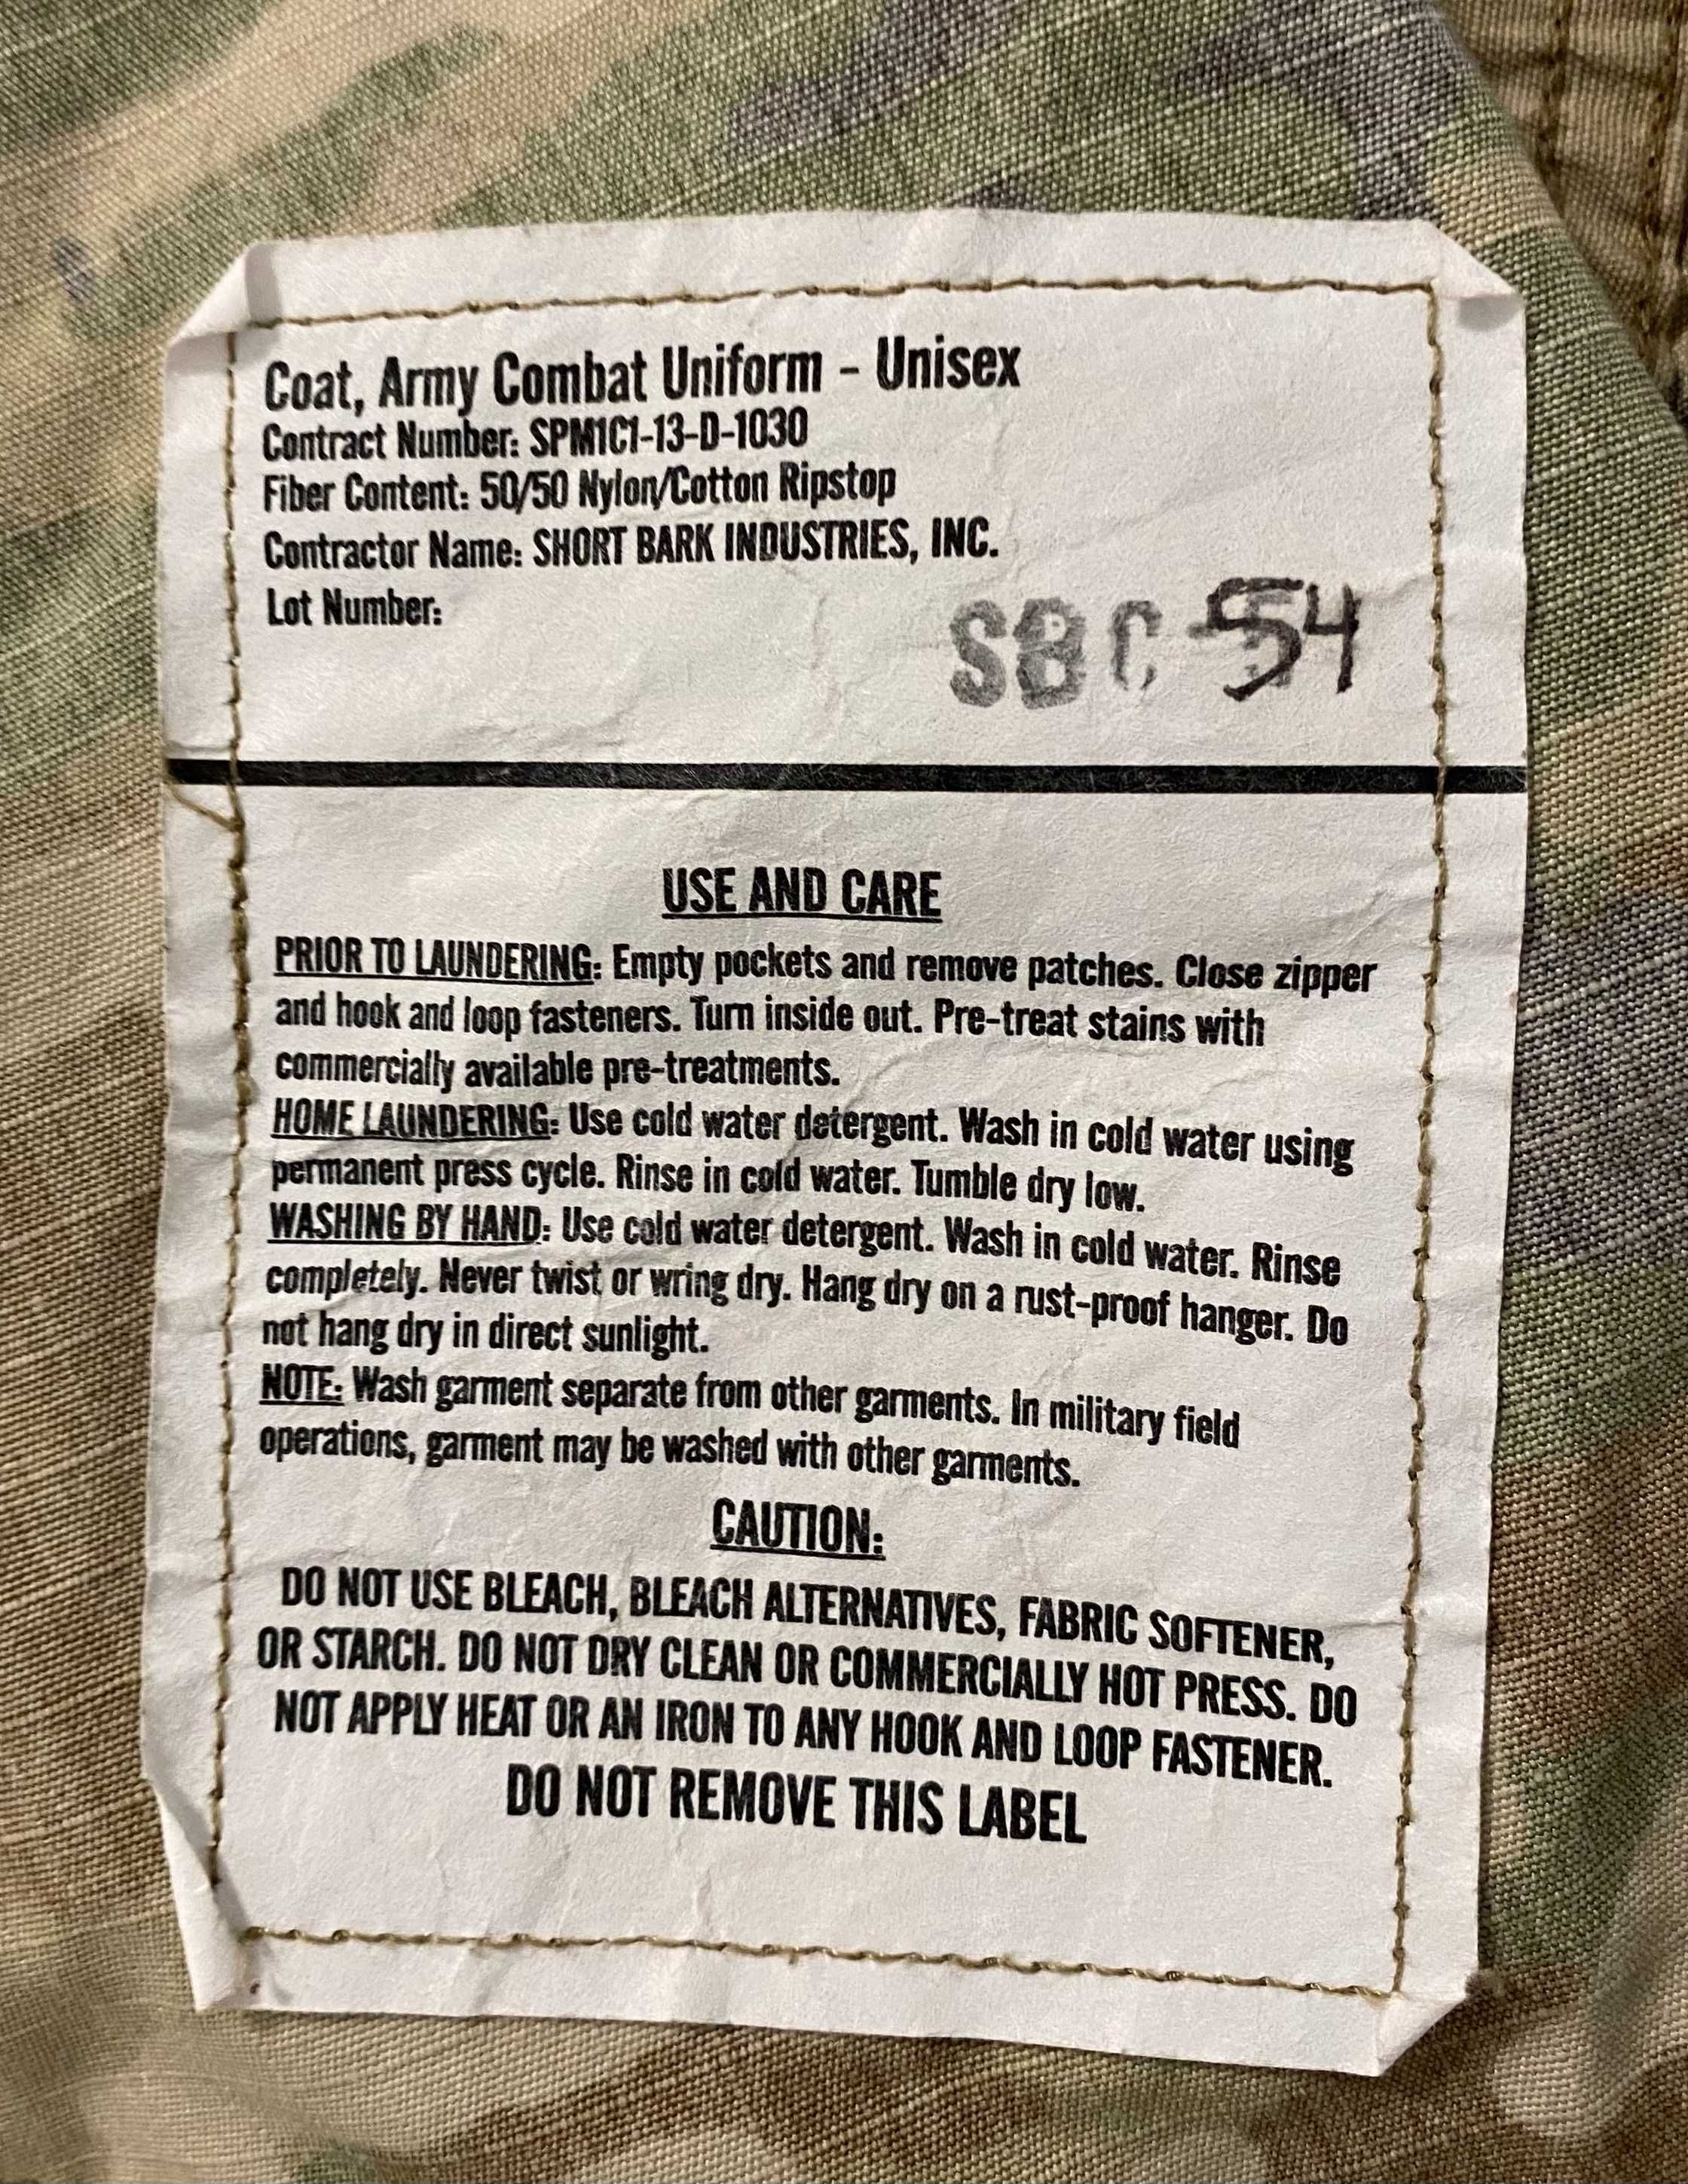 Coat, Army Combat Uniform - Unisex
Contract Number: SPM1C1-13-D-1030
Fiber Content: 50/50 Nylon/Cotton Ripstop
Contractor Name: SHORT BARK INDUSTRIES, INC.
Lot Number:
SBC 54
USE AND CARE
PRIOR TO LAUNDERING: Empty pockets and remove patches. Close zipper
and hook and loop fasteners. Turn inside out. Pre-treat stains with
commercially available pre-treatments.
HOME LAUNDERING: Use cold water detergent. Wash in cold water using
permanent press cycle. Rinse in cold water. Tumble dry low.
WASHING BY HAND: Use cold water detergent. Wash in cold water. Rinse
completely. Never twist or wring dry. Hang dry on a rust-proof hanger. Do
not hang dry in direct sunlight.
NOTE: Wash garment separate from other garments. In military field
operations, garment may be washed with other garments.
CAUTION:
DO NOT USE BLEACH, BLEACH ALTERNATIVES, FABRIC SOFTENER,
OR STARCH. DO NOT DRY CLEAN OR COMMERCIALLY HOT PRESS. DO
NOT APPLY HEAT OR AN IRON TO ANY HOOK AND LOOP FASTENER.
DO NOT REMOVE THIS LABEL